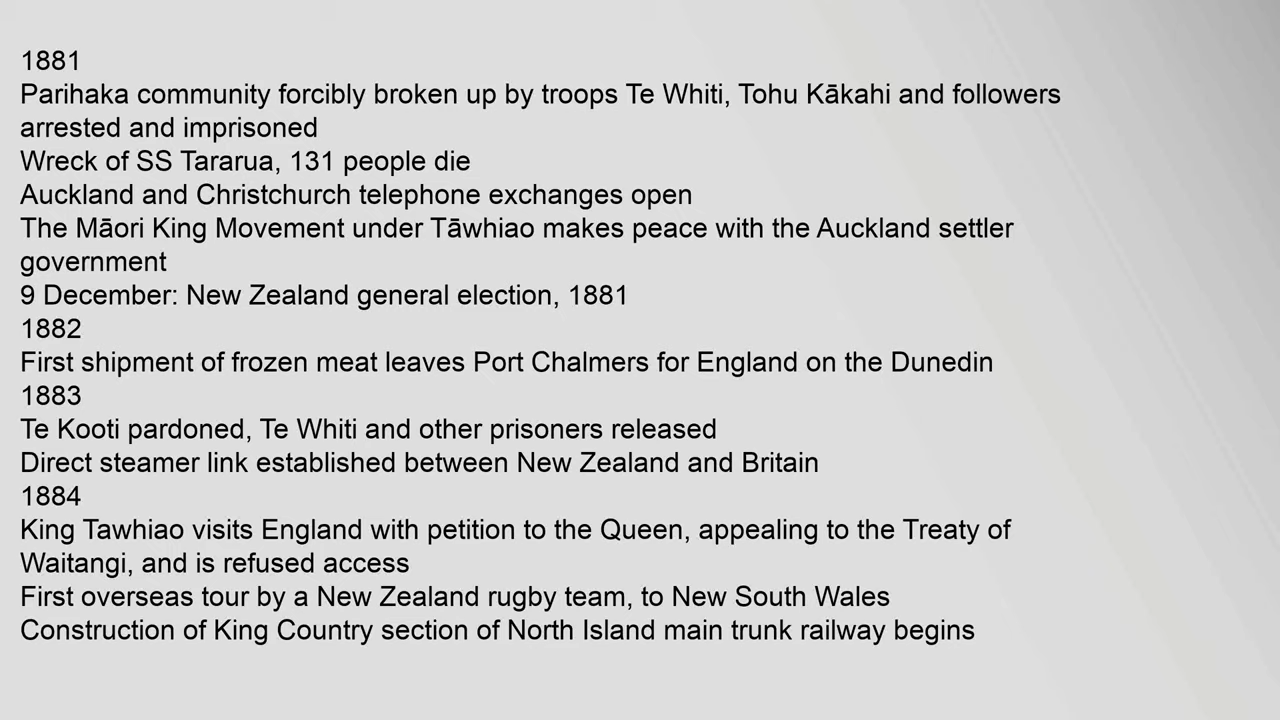 1881
Parihaka community forcibly broken up by troops Te Whiti, Tohu Kākahi and followers
arrested and imprisoned
Wreck of SS Tararua, 131 people die
Auckland and Christchurch telephone exchanges open
The Māori King Movement under Tāwhiao makes peace with the Auckland settler
government
9 December: New Zealand general election, 1881
1882
First shipment of frozen meat leaves Port Chalmers for England on the Dunedin
1883
Te Kooti pardoned, Te Whiti and other prisoners released
Direct steamer link established between New Zealand and Britain
1884
King Tawhiao visits England with petition to the Queen, appealing to the Treaty of
Waitangi, and is refused access
First overseas tour by a New Zealand rugby team, to New South Wales
Construction of King Country section of North Island main trunk railway begins